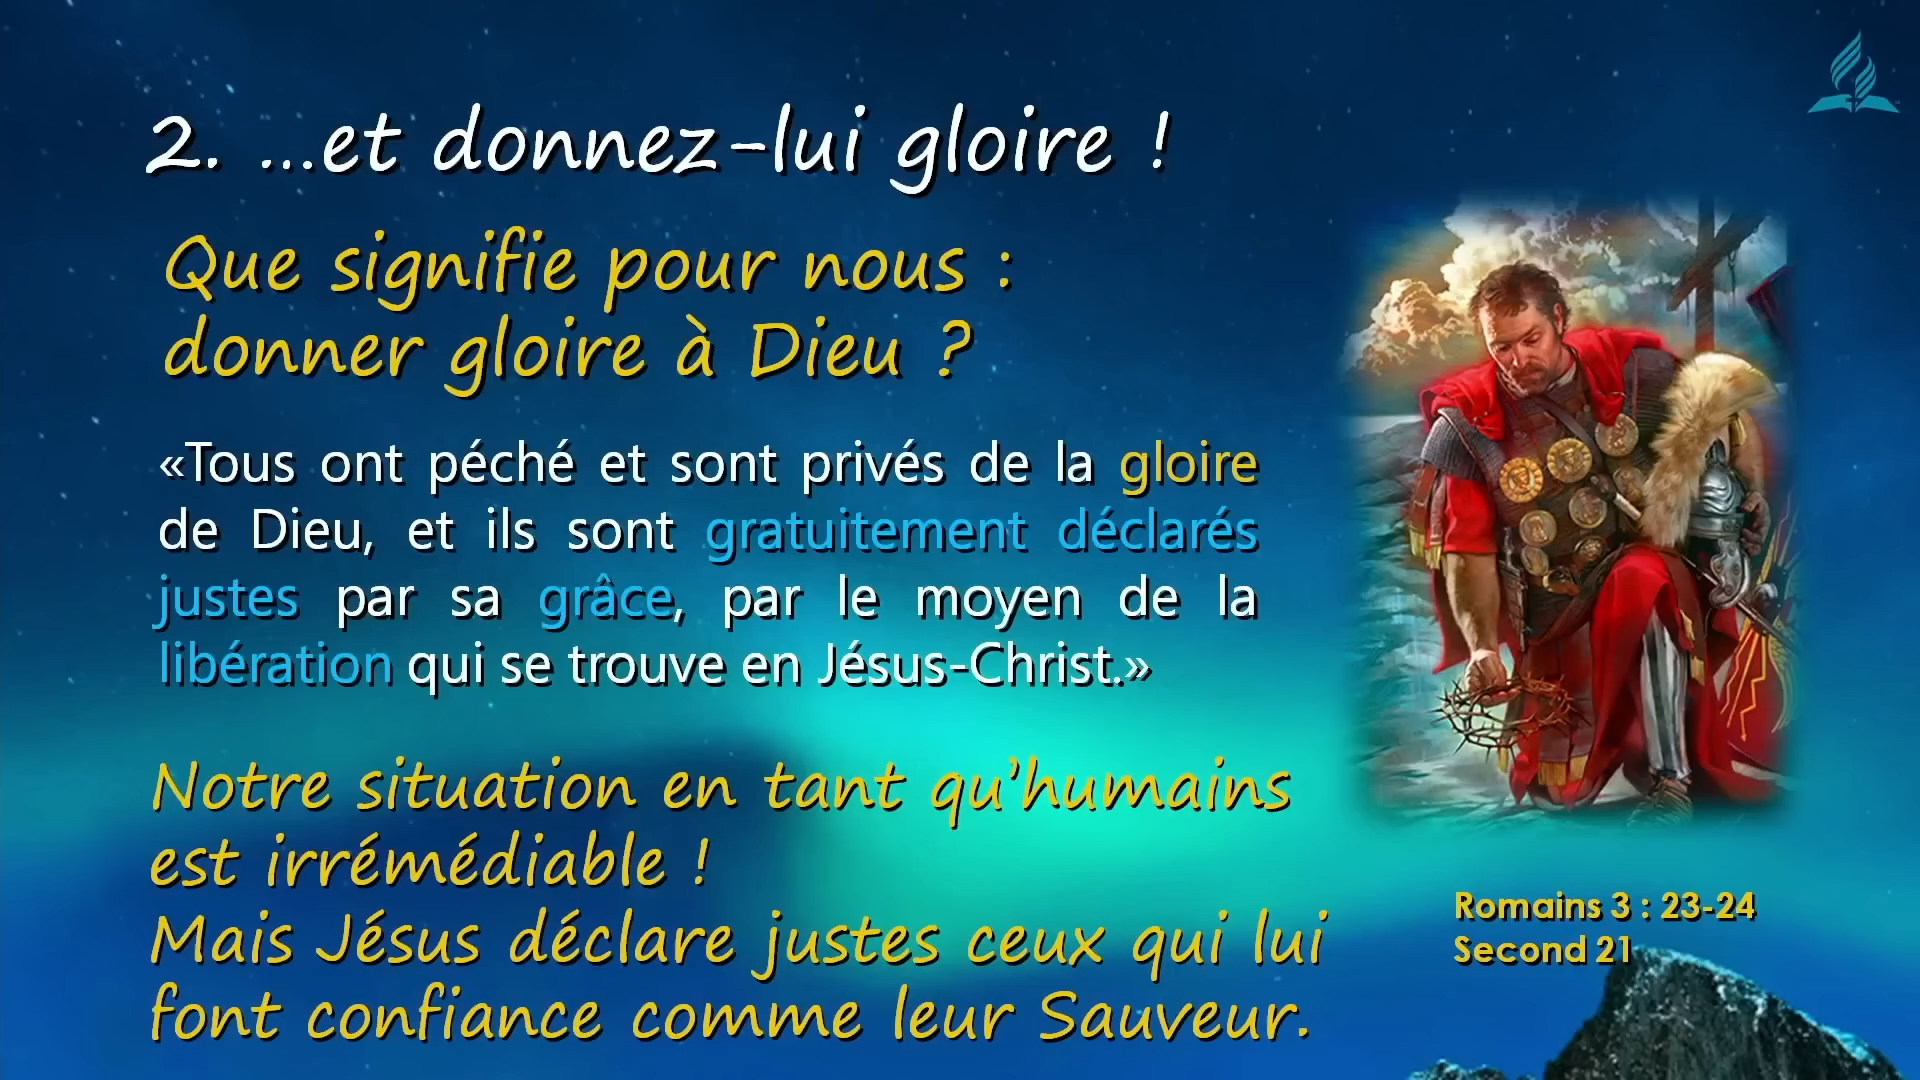 2. ...et donnez-lui gloire !
Que signifie pour nous :
donner gloire à Dieu ?
«Tous ont péché et sont privés de la gloire
de Dieu, et ils sont gratuitement déclarés
justes par sa grâce, par le moyen de la
libération qui se trouve en Jésus-Christ.»
Notre situation en tant qu'humains
est irrémédiable !
Mais Jésus déclare justes ceux qui lui
font confiance comme leur Sauveur.
Romains 3 : 23-24
Second 21